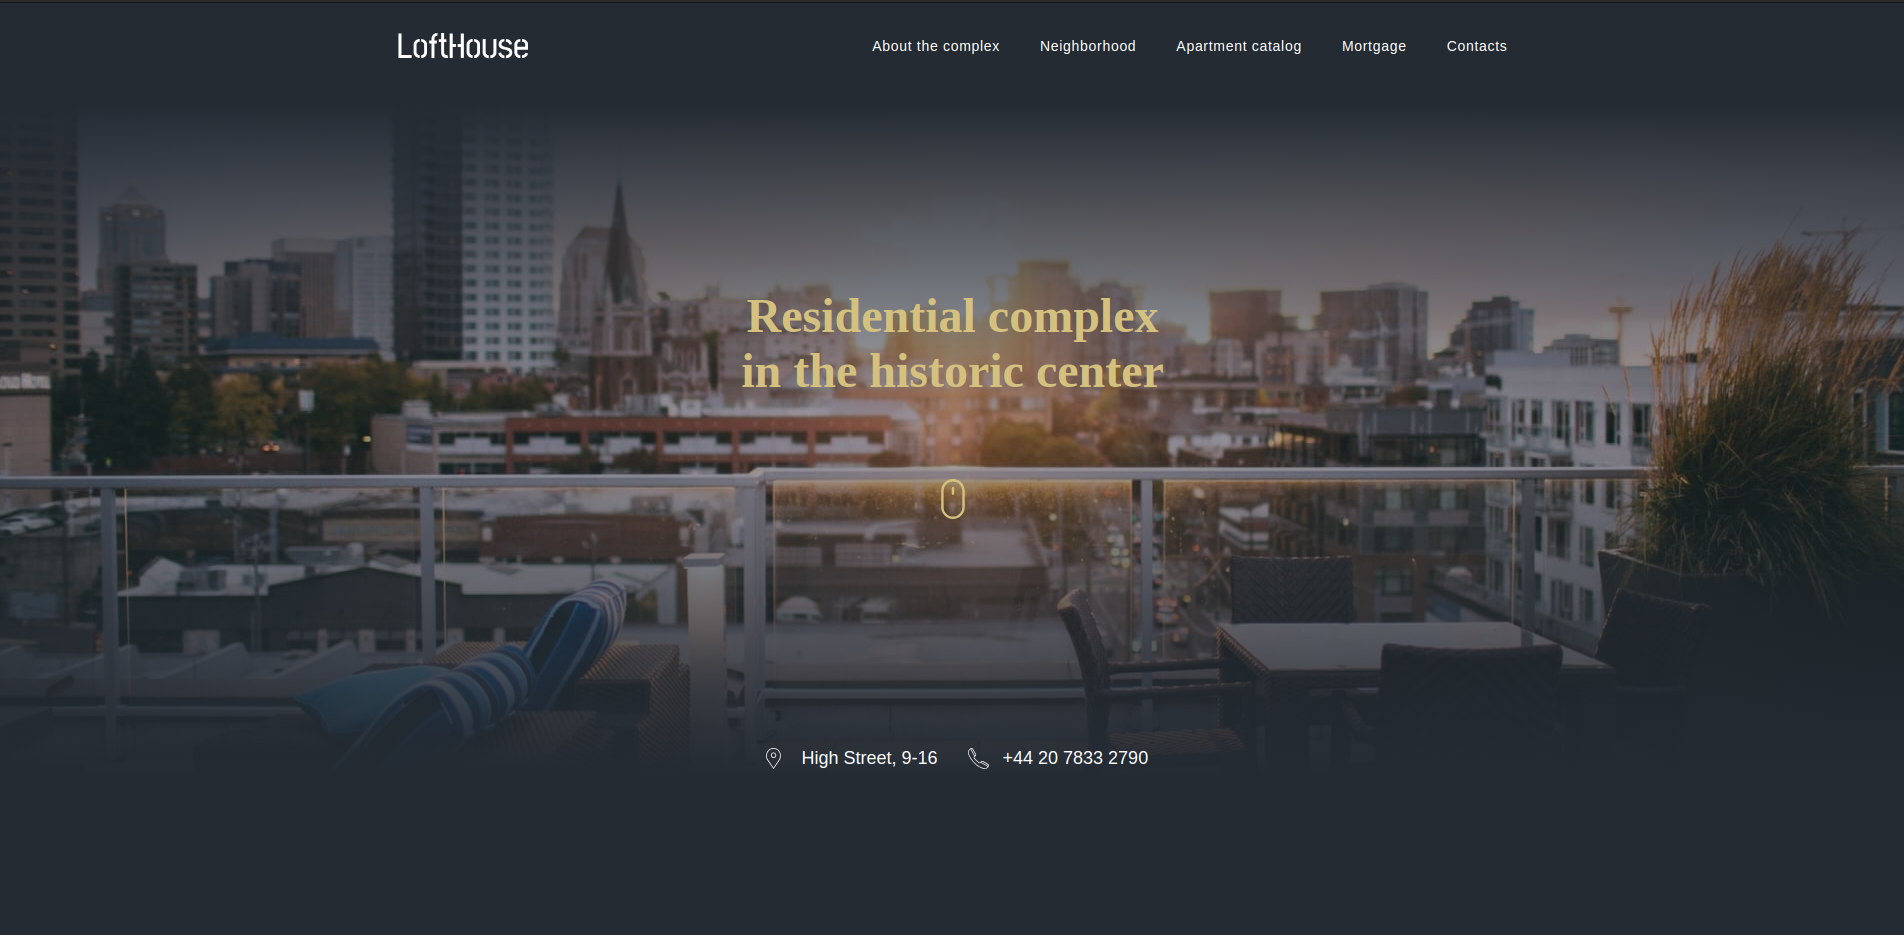 LoftHouse
About the complex
Neighborhood
Apartment catalog
Mortgage
Contacts
Residential complex
in the historic center
High Street, 9-16
+44 20 7833 2790